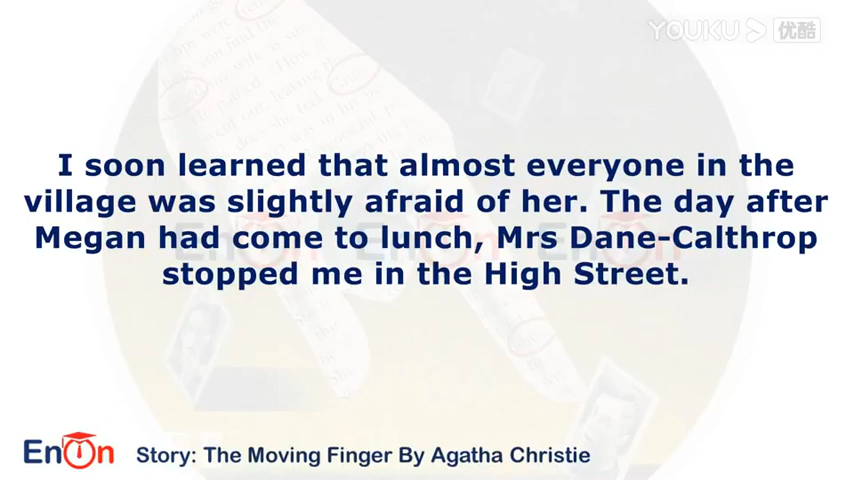 YOUKU 优酷
I soon learned that almost everyone in the
village was slightly afraid of her. The day after
Megan had come to lunch, Mrs Dane-Calthrop
stopped me in the High Street.
EnOn Story: The Moving Finger By Agatha Christie